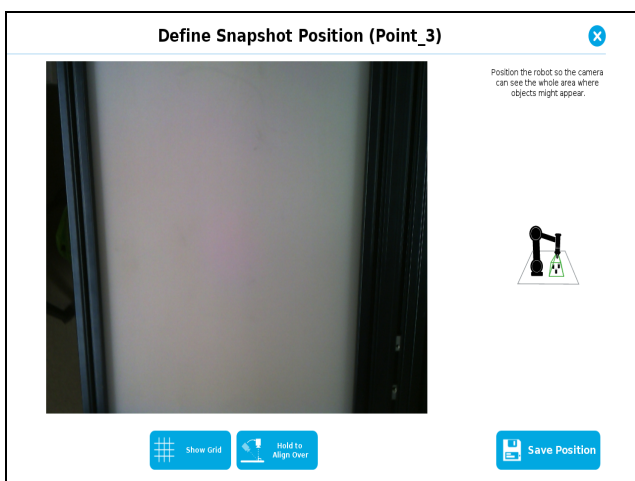 Define Snapshot Position (Point_3)
Position the robot so the camera
can see the whole area where
objects might appear.
Show Grid
Hold to
Align Over
Save Position